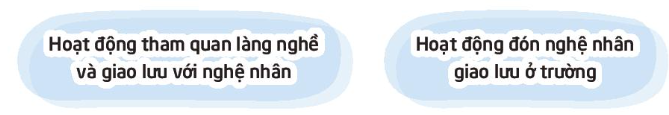 Hoạt động tham quan làng nghề
và giao lưu với nghệ nhân
Hoạt động đón nghệ nhân
giao lưu ở trường